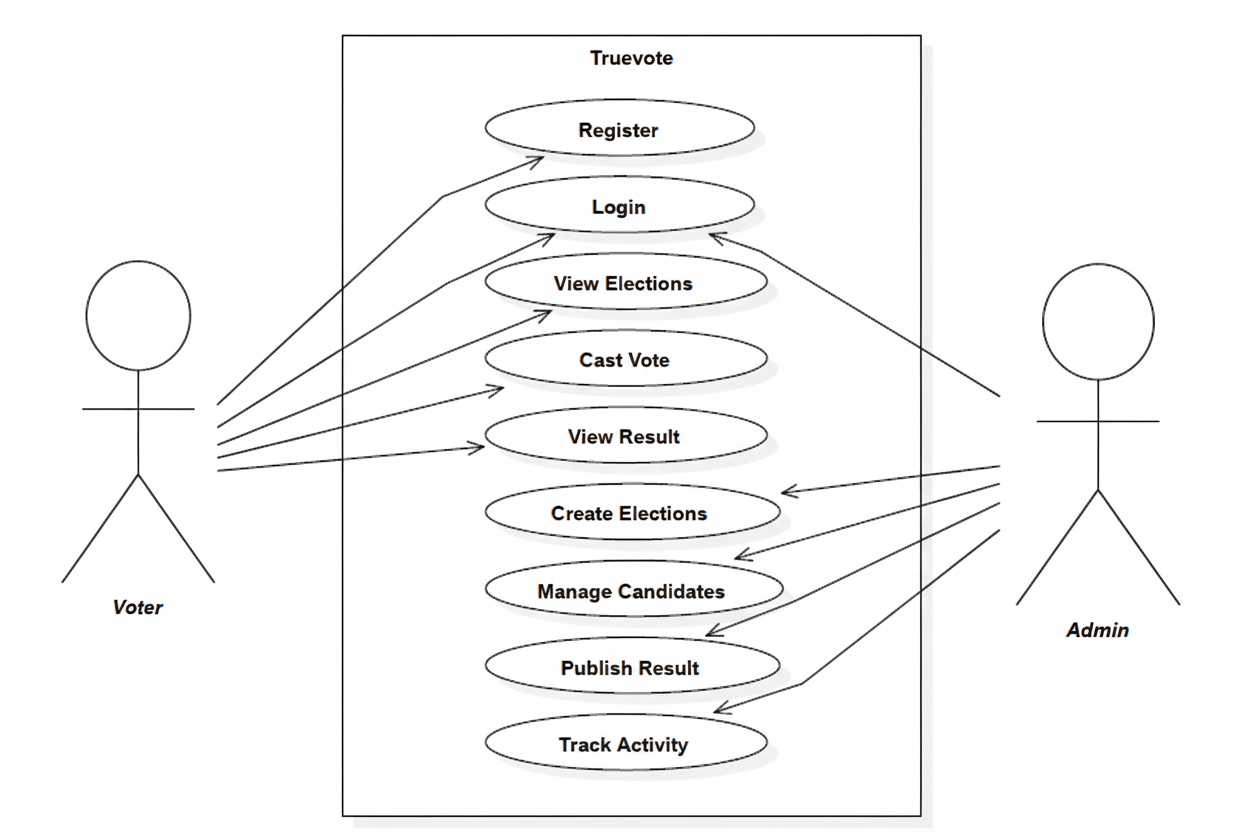 Truevote
Register
Login
View Elections
Cast Vote
View Result
Create Elections
Manage Candidates
Publish Result
Track Activity
Voter
Admin